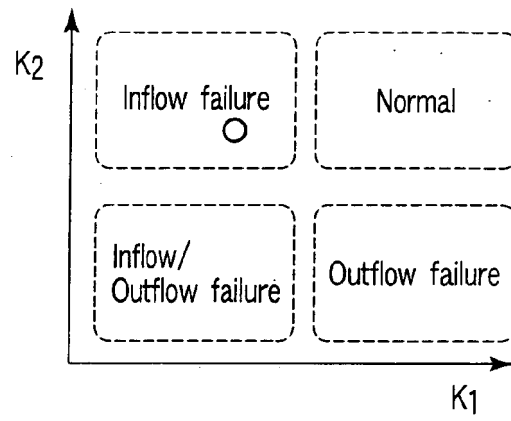 K2
Inflow failure
Normal
Inflow/
Outflow failure
Outflow failure
K1